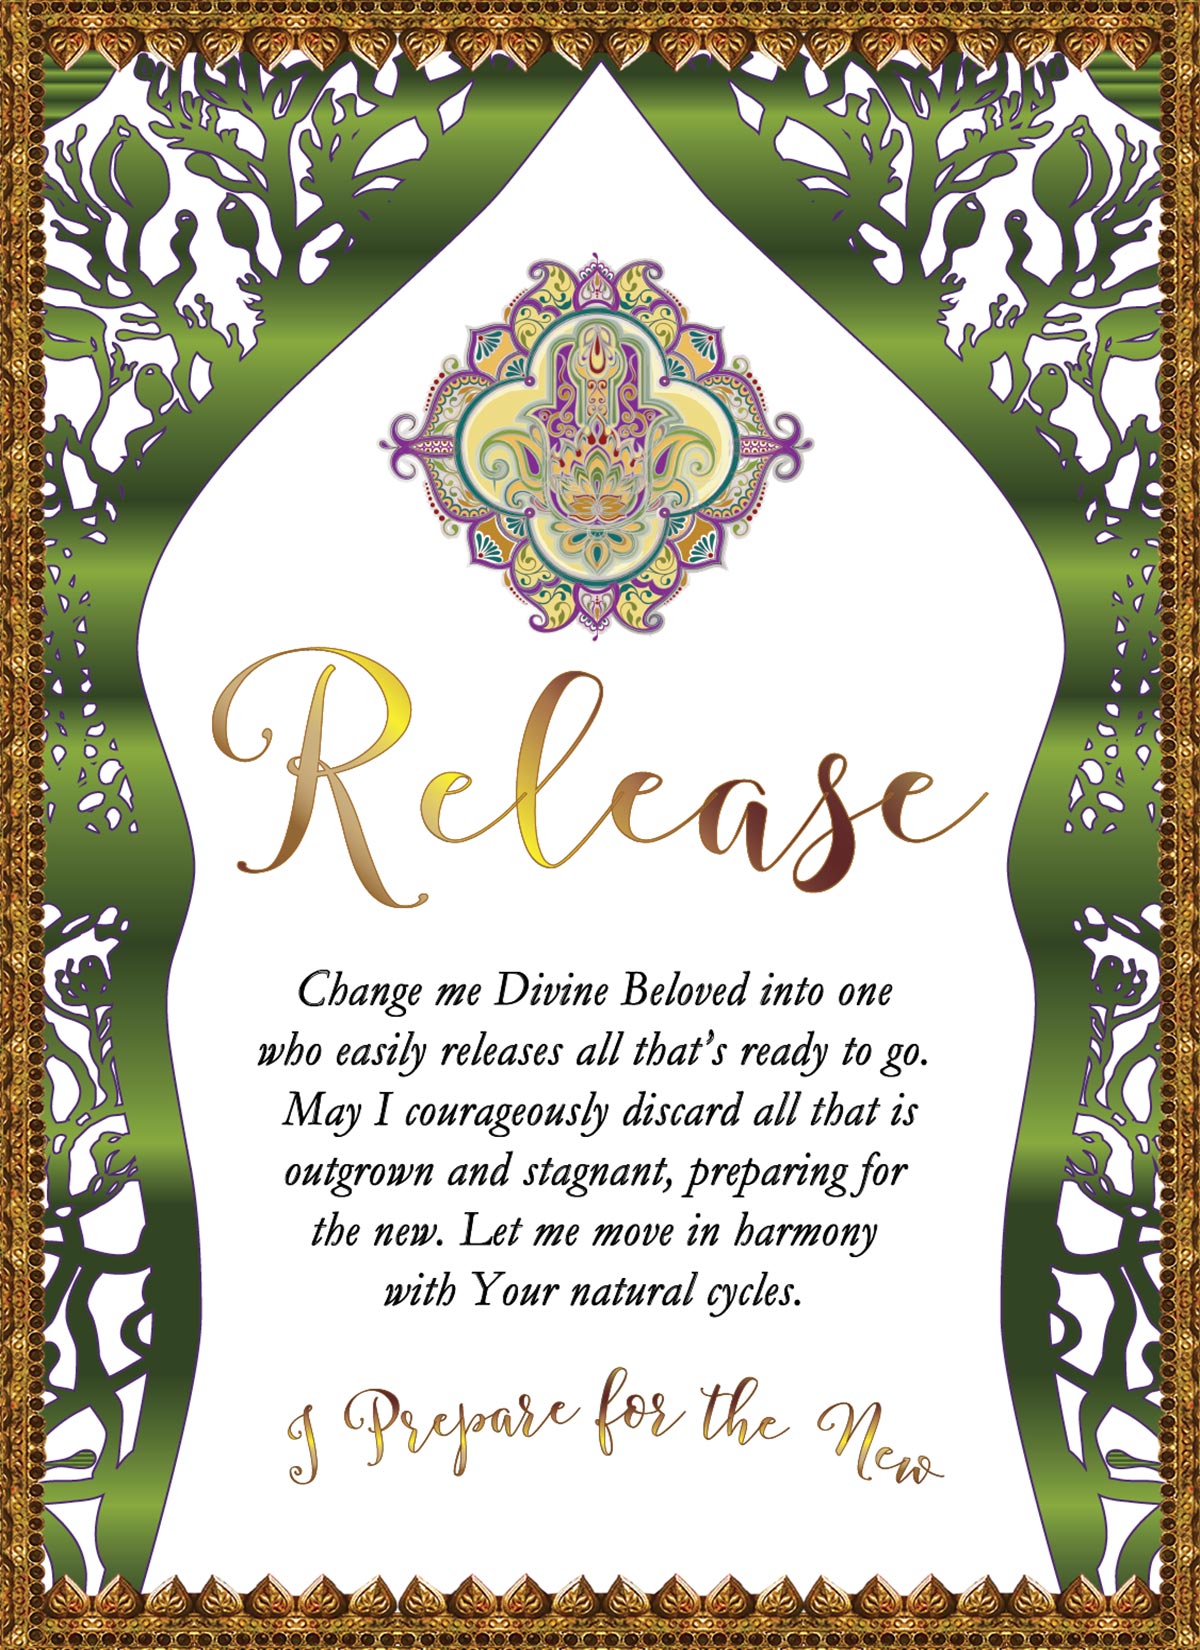 Release
Change me Divine Beloved into one
who easily releases all that's ready to go.
May I courageously discard all that is
outgrown and stagnant, preparing for
the new. Let me move in harmony
with Your natural cycles.
I Prepare for the New